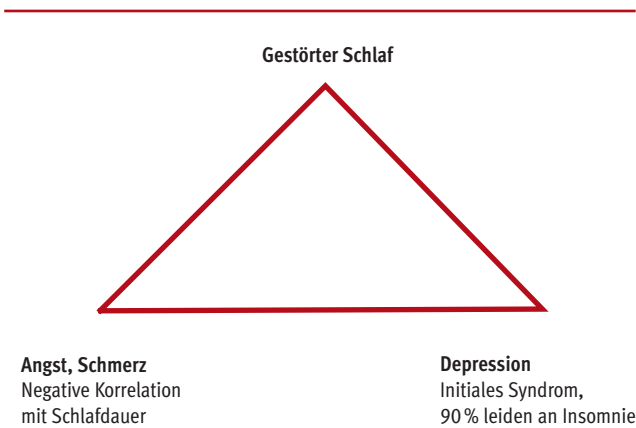 Gestörter Schlaf
Angst, Schmerz
Negative Korrelation
mit Schlafdauer
Depression
Initiales Syndrom,
90 % leiden an Insomnie